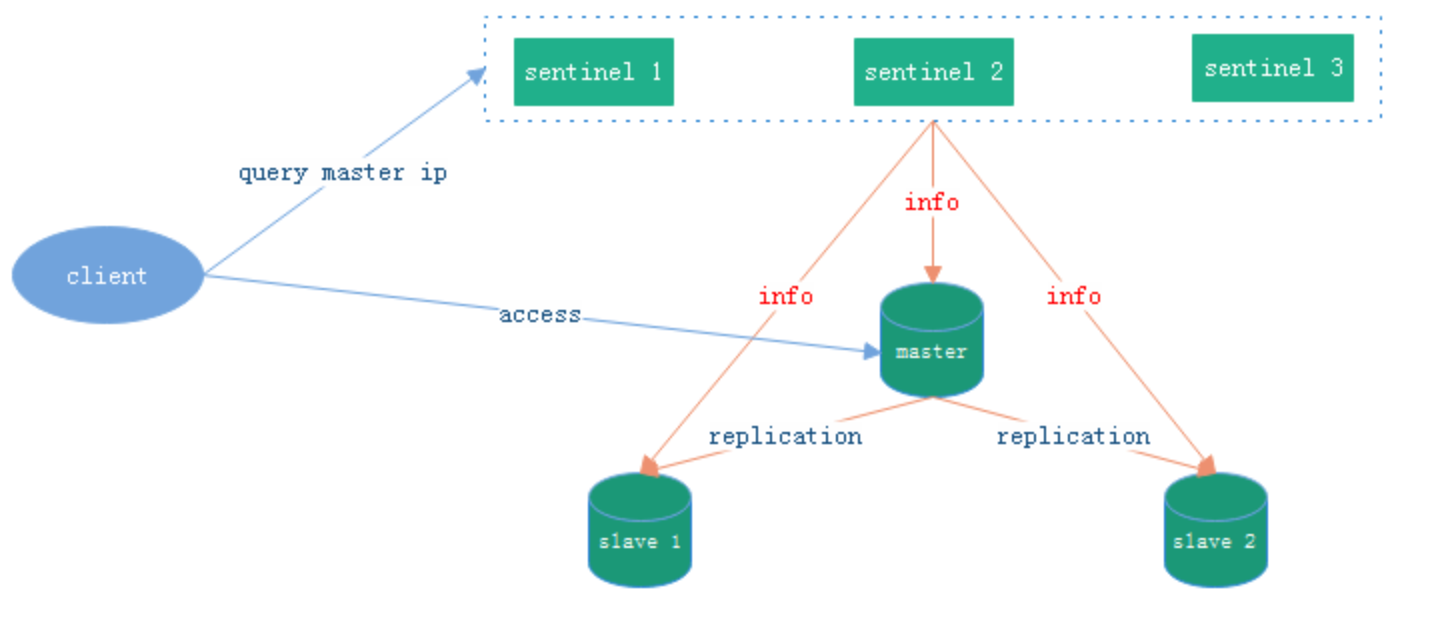 sentinel 1
sentinel 2
sentinel 3
query master ip
info
client
info
info
access
master
replication
replication
slave 1
slave 2